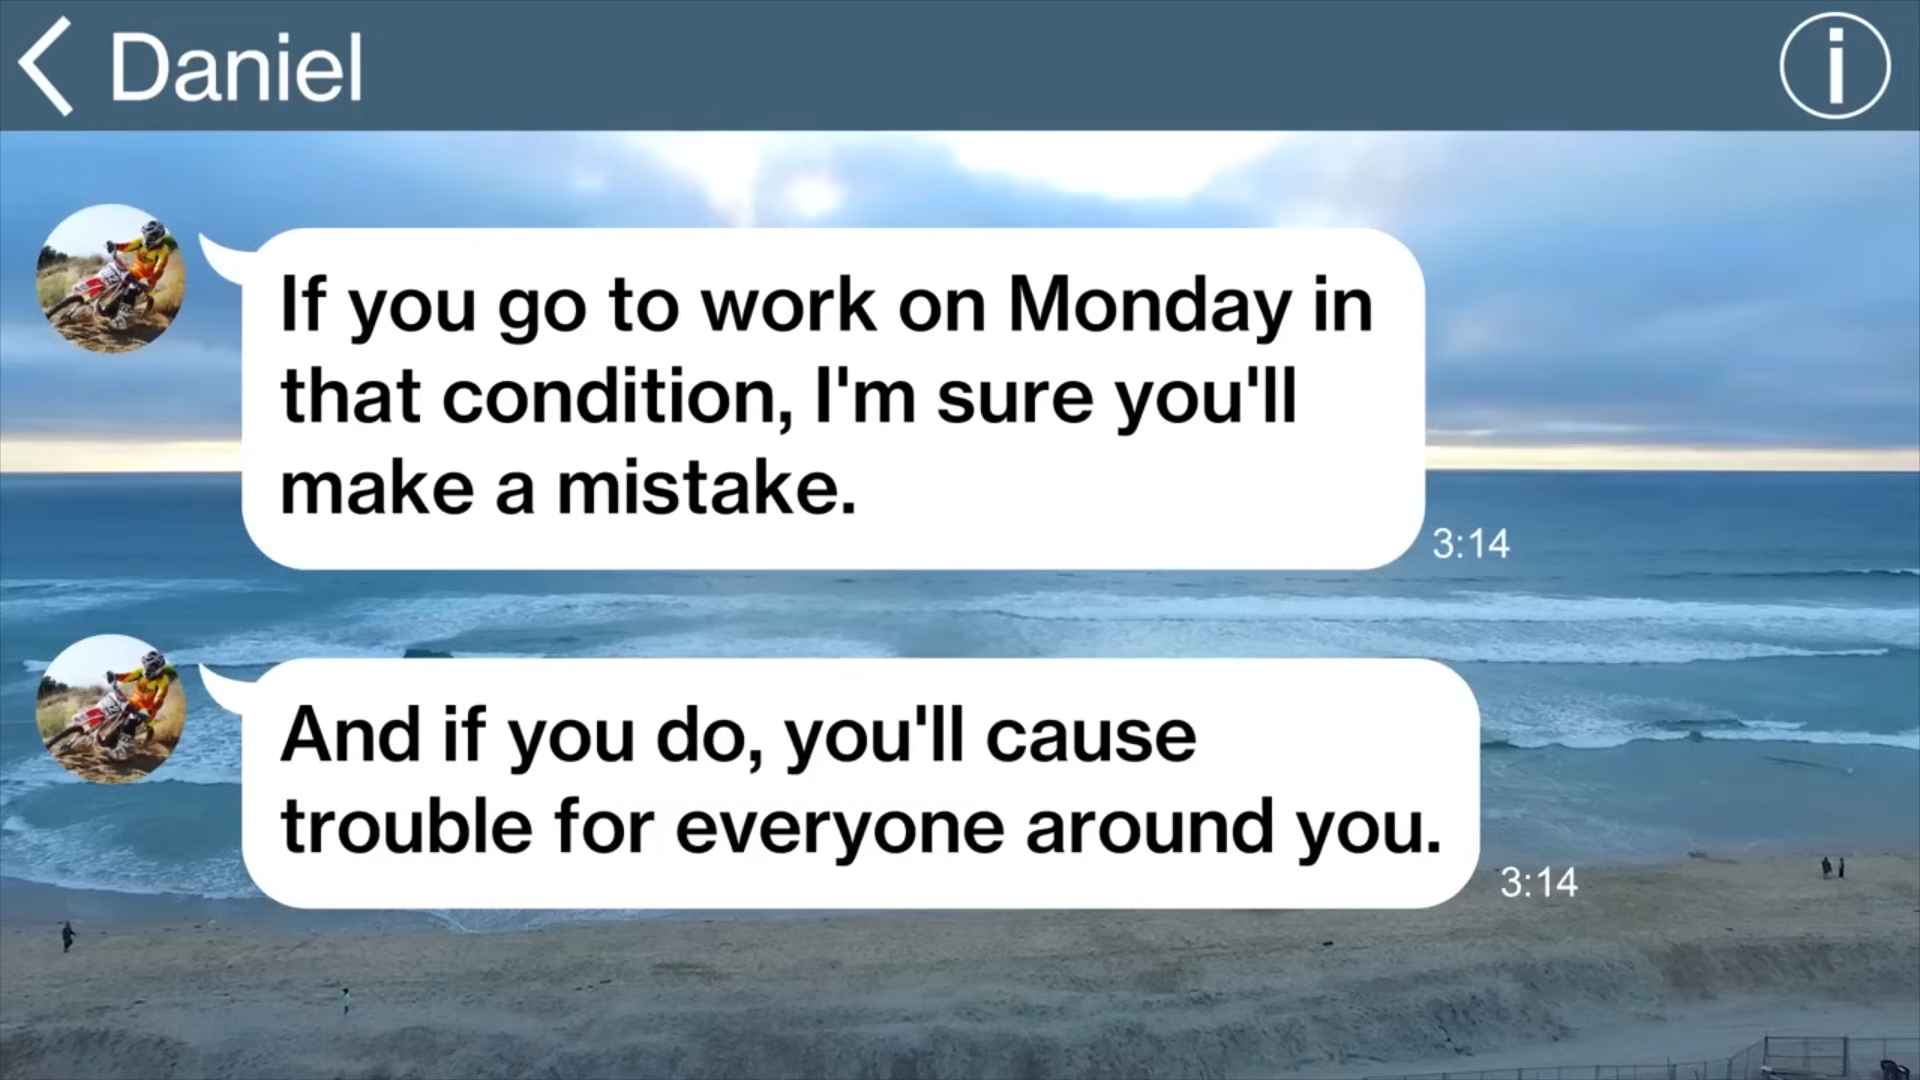 Daniel
If you go to work on Monday in
that condition, I'm sure you'll
make a mistake.
3:14
And if you do, you'll cause
trouble for everyone around you.
3:14